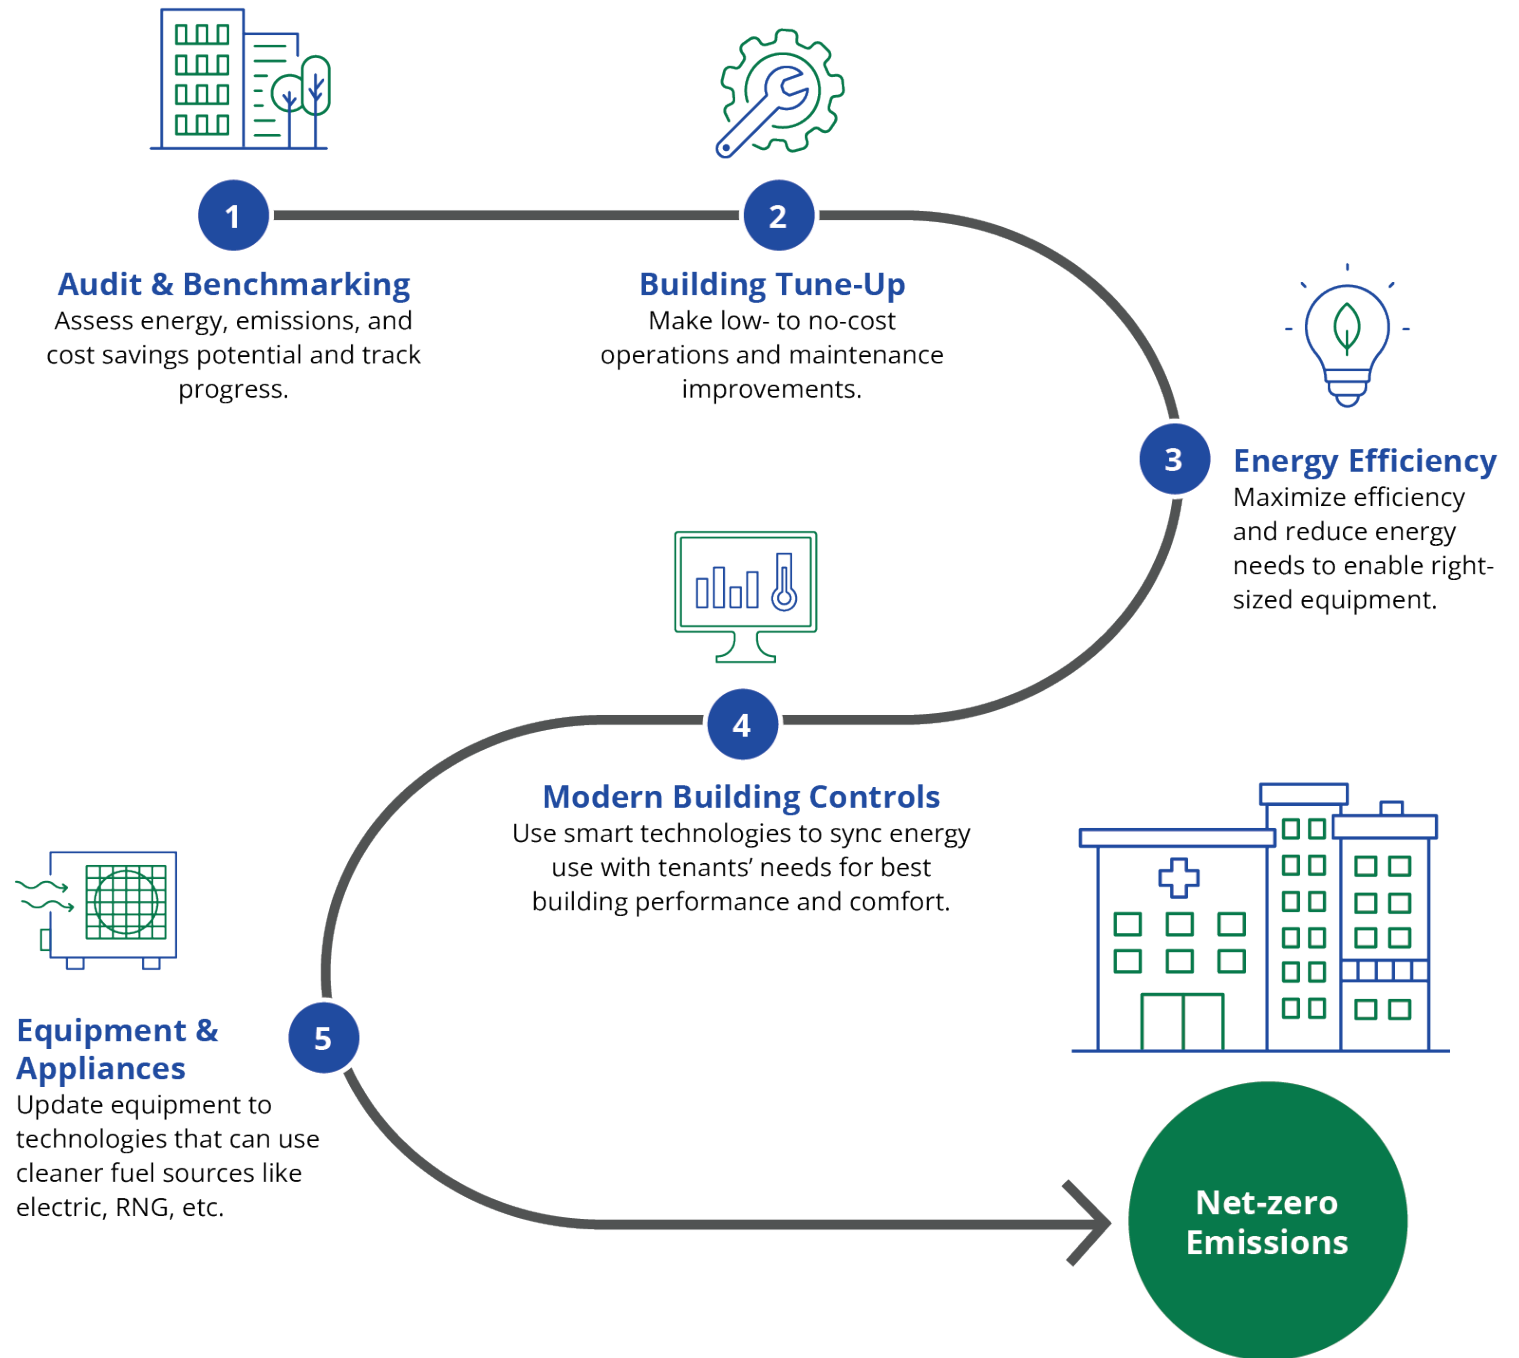 1
Audit & Benchmarking
Assess energy, emissions, and
cost savings potential and track
progress.
2
Building Tune-Up
Make low- to no-cost
operations and maintenance
improvements.
3
Energy Efficiency
Maximize efficiency
and reduce energy
needs to enable right-
sized equipment.
4
Modern Building Controls
Use smart technologies to sync energy
use with tenants’ needs for best
building performance and comfort.
5
Equipment &
Appliances
Update equipment to
technologies that can use
cleaner fuel sources like
electric, RNG, etc.
Net-zero
Emissions